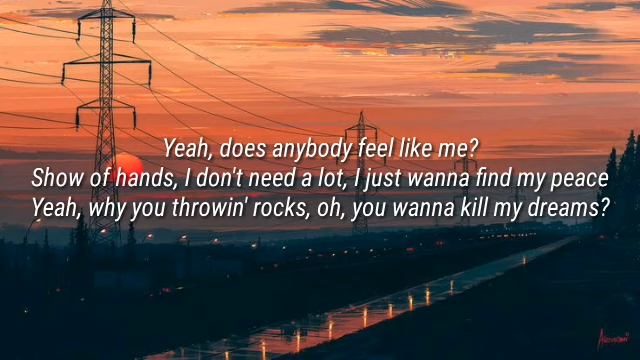 Yeah, does anybody feel like me?
Show of hands, I don't need a lot, I just wanna find my peace
Yeah, why you throwin' rocks, oh, you wanna kill my dreams?